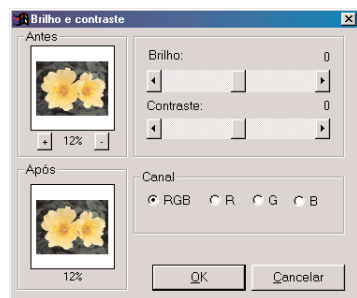 Brilho e contraste
Antes
+ 12% -
Brilho: 0
Contraste: 0
Após
12%
Canal
RGB R G B
OK Cancelar